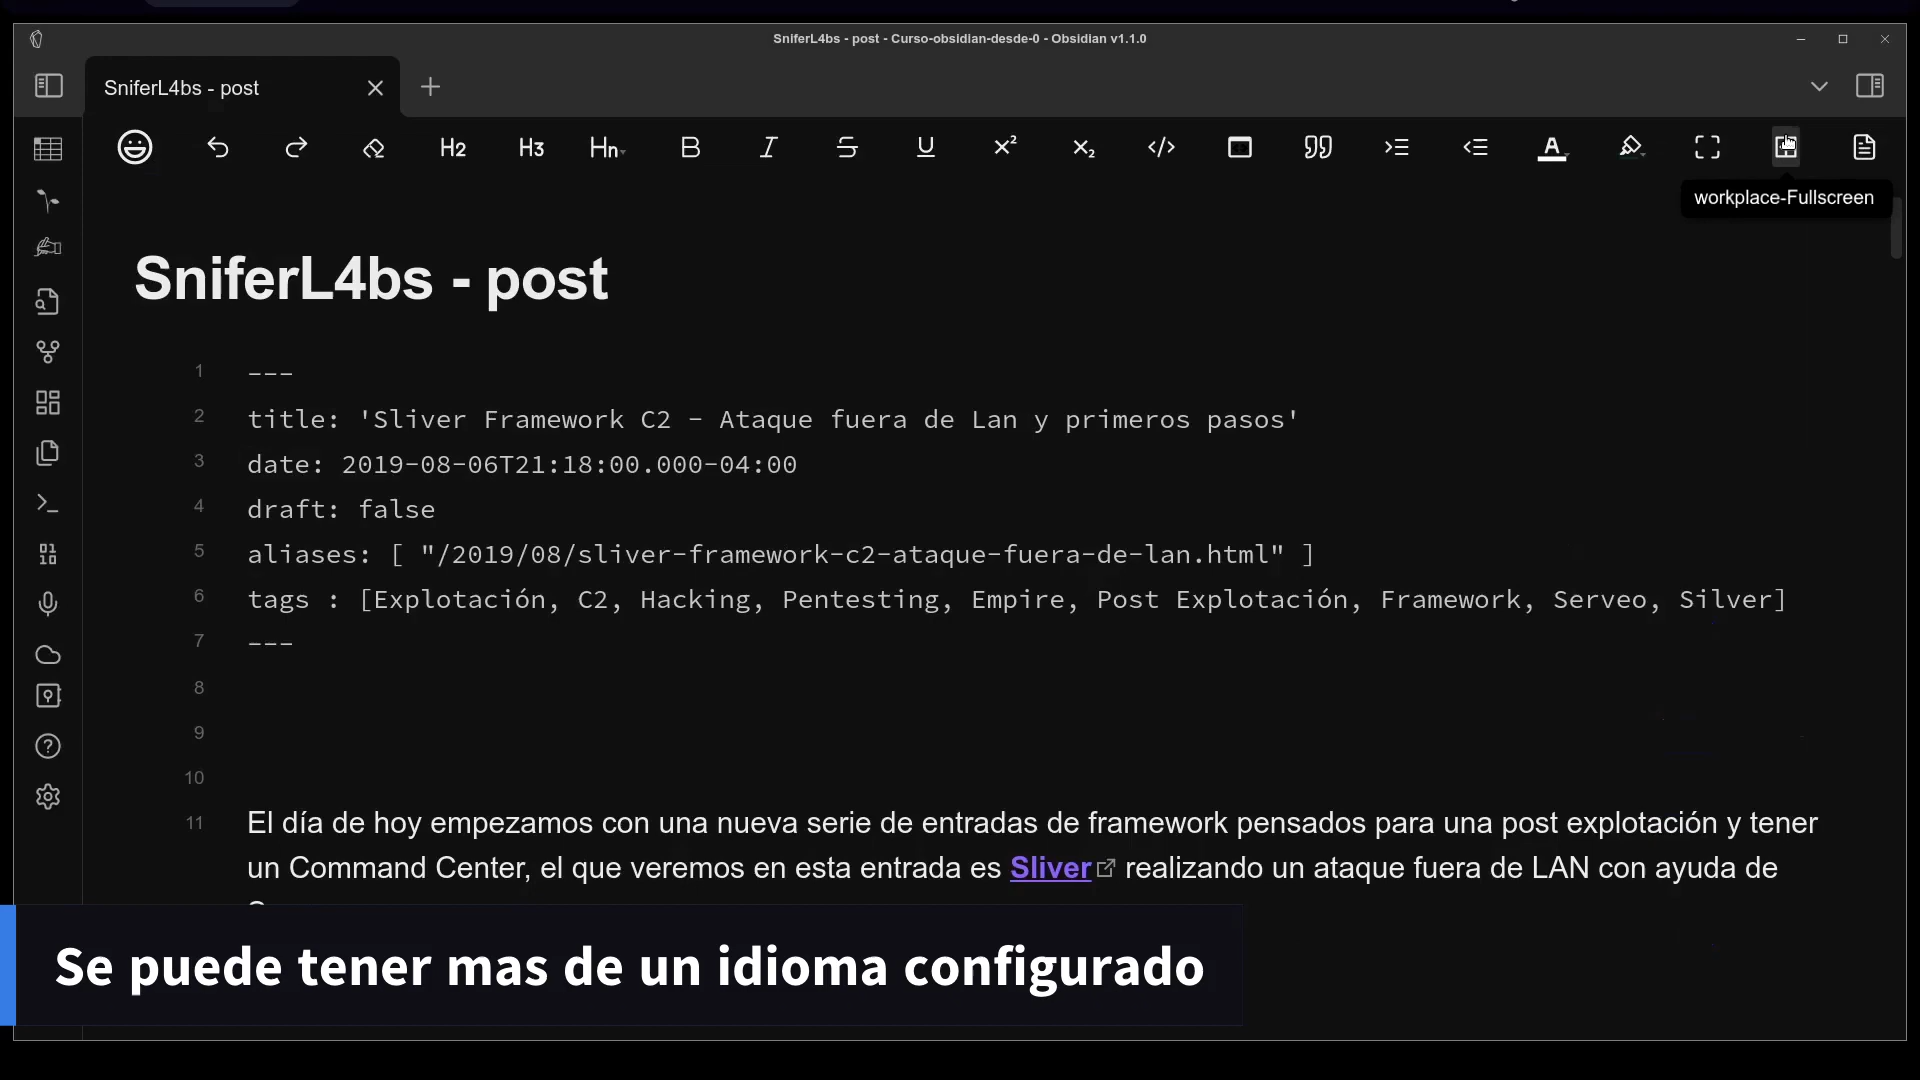 SniferL4bs - post - Curso-obsidian-desde-0 - Obsidian v1.1.0
SniferL4bs - post
H2 H3 Hn B I S U X² X₂ </> A
workplace-Fullscreen
SniferL4bs - post
1 ---
2 title: 'Sliver Framework C2 - Ataque fuera de Lan y primeros pasos'
3 date: 2019-08-06T21:18:00.000-04:00
4 draft: false
5 aliases: [ "/2019/08/sliver-framework-c2-ataque-fuera-de-lan.html" ]
6 tags : [Explotación, C2, Hacking, Pentesting, Empire, Post Explotación, Framework, Serveo, Silver]
7 ---
8
9
10
11 El día de hoy empezamos con una nueva serie de entradas de framework pensados para una post explotación y tener
un Command Center, el que veremos en esta entrada es Sliver realizando un ataque fuera de LAN con ayuda de
Se puede tener mas de un idioma configurado